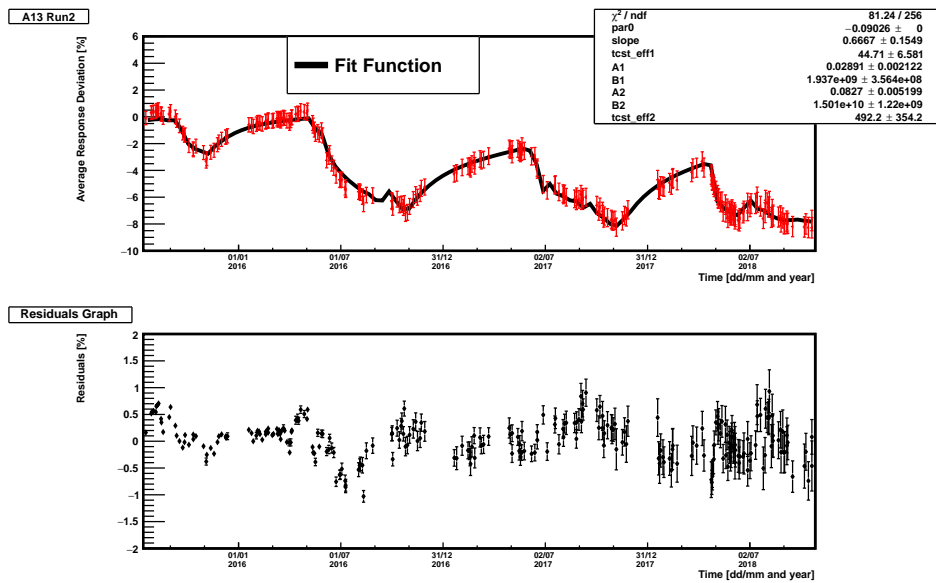 A13 Run2
χ² / ndf 81.24 / 256
par0 −0.09026 ± 0
slope 0.6667 ± 0.1549
tcst_eff1 44.71 ± 6.581
A1 0.02891 ± 0.002122
B1 1.937e+09 ± 3.564e+08
A2 0.0827 ± 0.005199
B2 1.501e+10 ± 1.22e+09
tcst_eff2 492.2 ± 354.2
Average Response Deviation [%]
Fit Function
6
4
2
0
−2
−4
−6
−8
−10
01/01 01/07 31/12 02/07 31/12 02/07
2016 2016 2016 2017 2017 2018
Time [dd/mm and year]
Residuals Graph
Residuals [%]
2
1.5
1
0.5
0
−0.5
−1
−1.5
−2
01/01 01/07 31/12 02/07 31/12 02/07
2016 2016 2016 2017 2017 2018
Time [dd/mm and year]